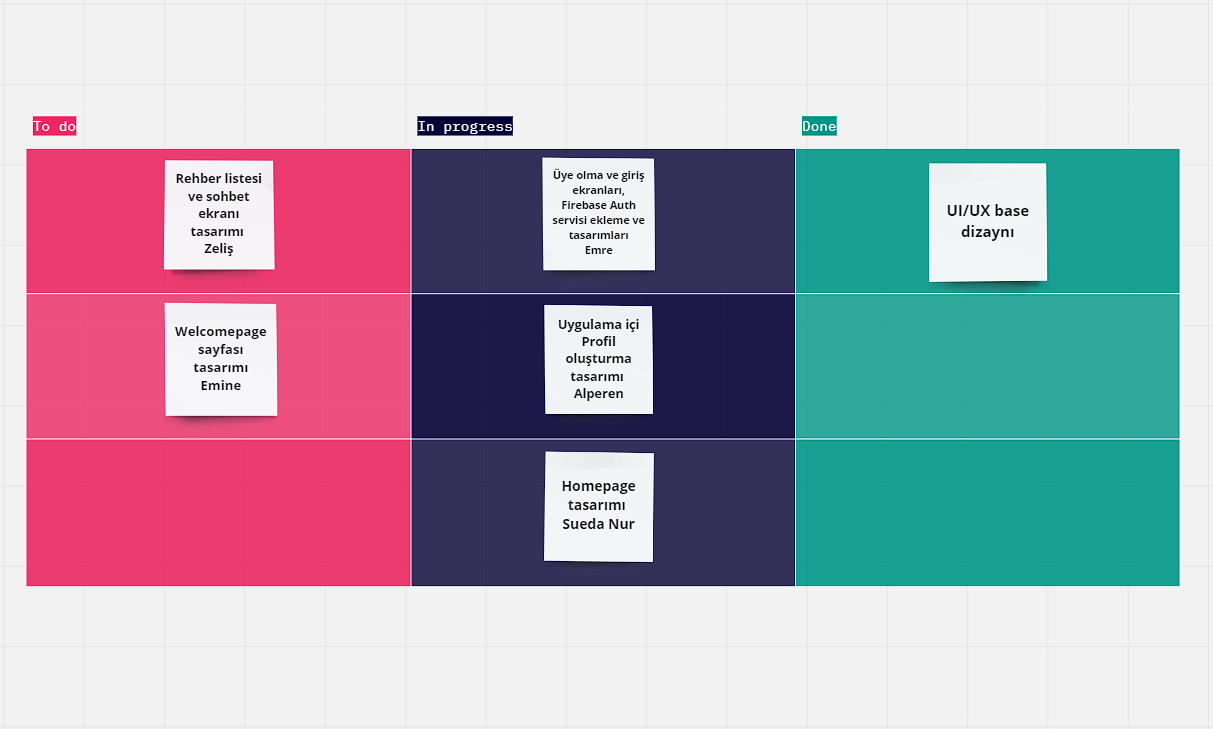 To do
In progress
Done
Rehber listesi
ve sohbet
ekranı
tasarımı
Zeliş
Üye olma ve giriş
ekranları,
Firebase Auth
servisi ekleme ve
tasarımları
Emre
UI/UX base
dizaynı
Welcomepage
sayfası
tasarımı
Emine
Uygulama içi
Profil
oluşturma
tasarımı
Alperen
Homepage
tasarımı
Sueda Nur